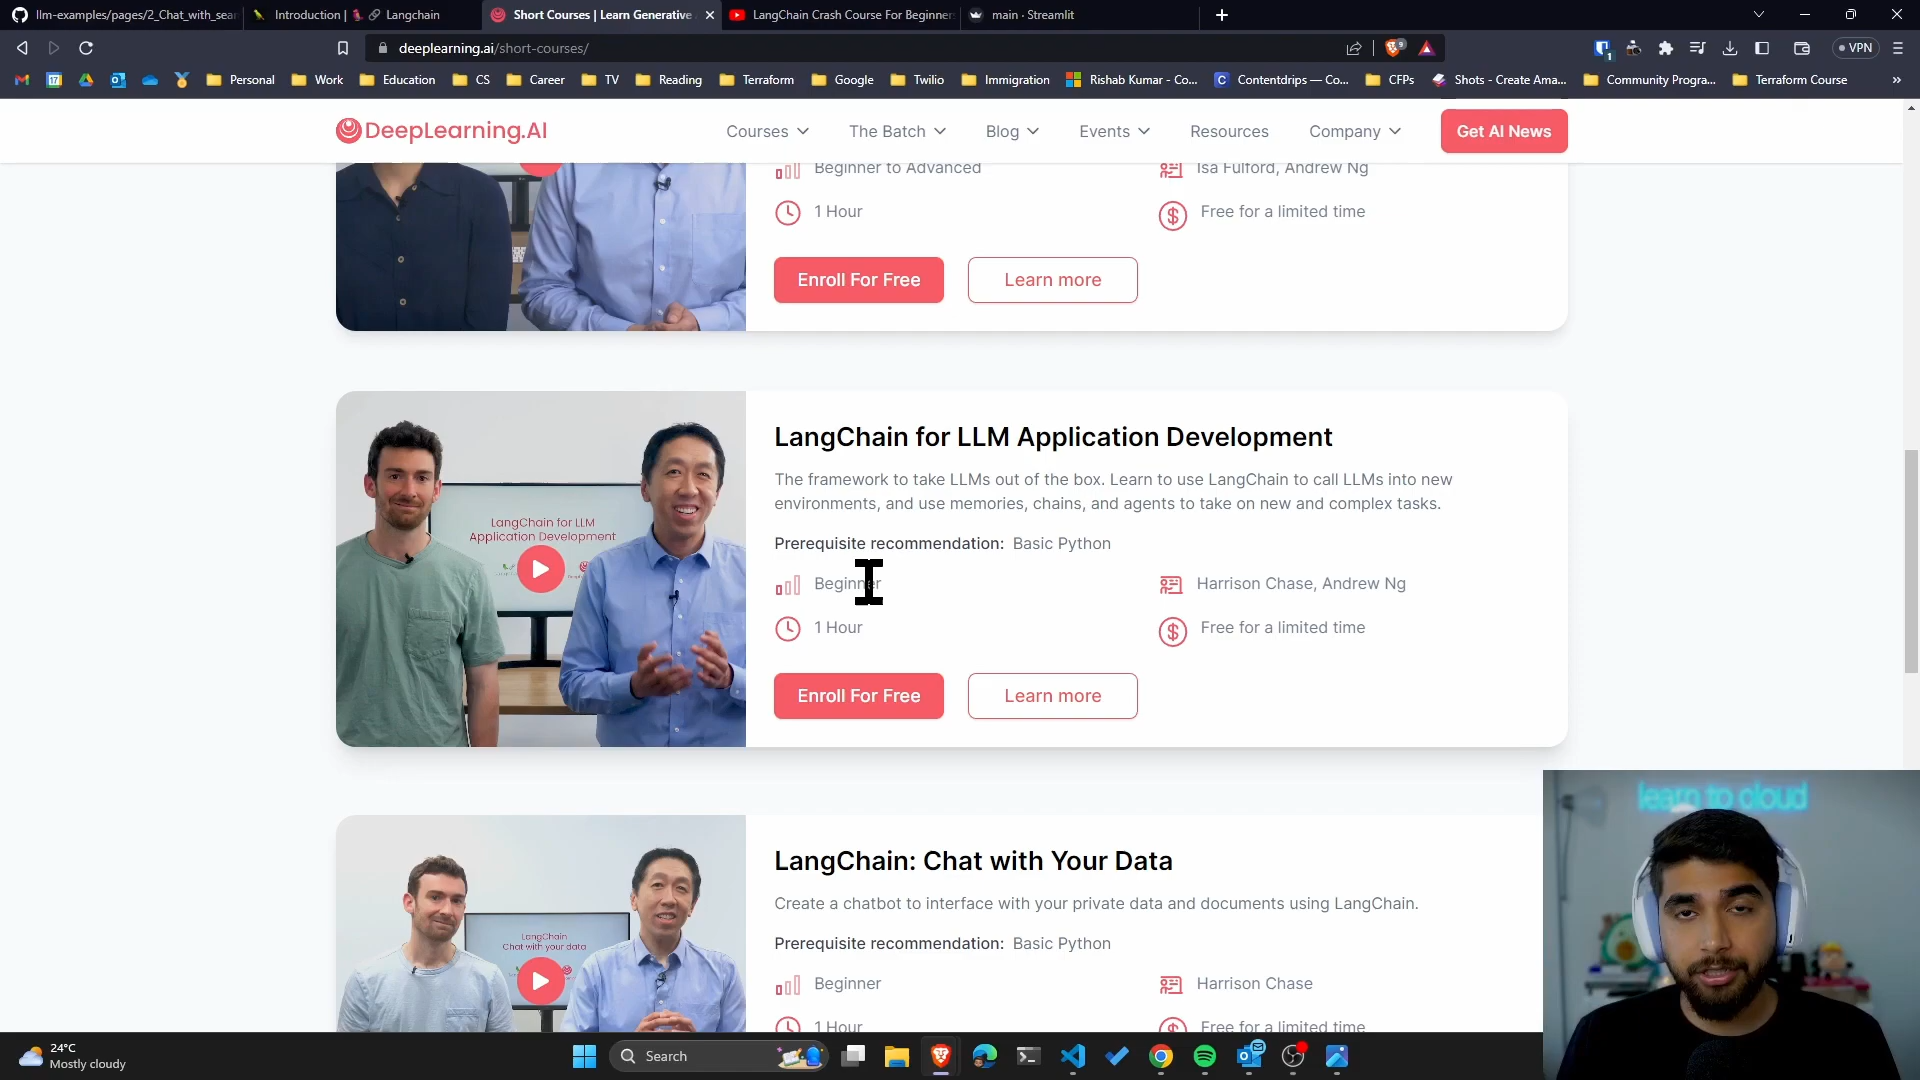 llm-examples/pages/2_Chat_with_sear
Introduction | Langchain
Short Courses | Learn Generative
LangChain Crash Course For Beginners
main · Streamlit
deeplearning.ai/short-courses/
VPN
Personal
Work
Education
CS
Career
TV
Reading
Terraform
Google
Twilio
Immigration
Rishab Kumar - Co...
Contentdrips — Co...
CFPs
Shots - Create Ama...
Community Progra...
Terraform Course
DeepLearning.AI
Courses
The Batch
Blog
Events
Resources
Company
Get AI News
Beginner to Advanced
Isa Fulford, Andrew Ng
1 Hour
Free for a limited time
Enroll For Free
Learn more
LangChain for LLM
Application Development
LangChain for LLM Application Development
The framework to take LLMs out of the box. Learn to use LangChain to call LLMs into new
environments, and use memories, chains, and agents to take on new and complex tasks.
Prerequisite recommendation: Basic Python
Beginner
Harrison Chase, Andrew Ng
1 Hour
Free for a limited time
Enroll For Free
Learn more
LangChain
Chat with your data
LangChain: Chat with Your Data
Create a chatbot to interface with your private data and documents using LangChain.
Prerequisite recommendation: Basic Python
Beginner
Harrison Chase
1 Hour
Free for a limited time
learn to cloud
24°C
Mostly cloudy
Search